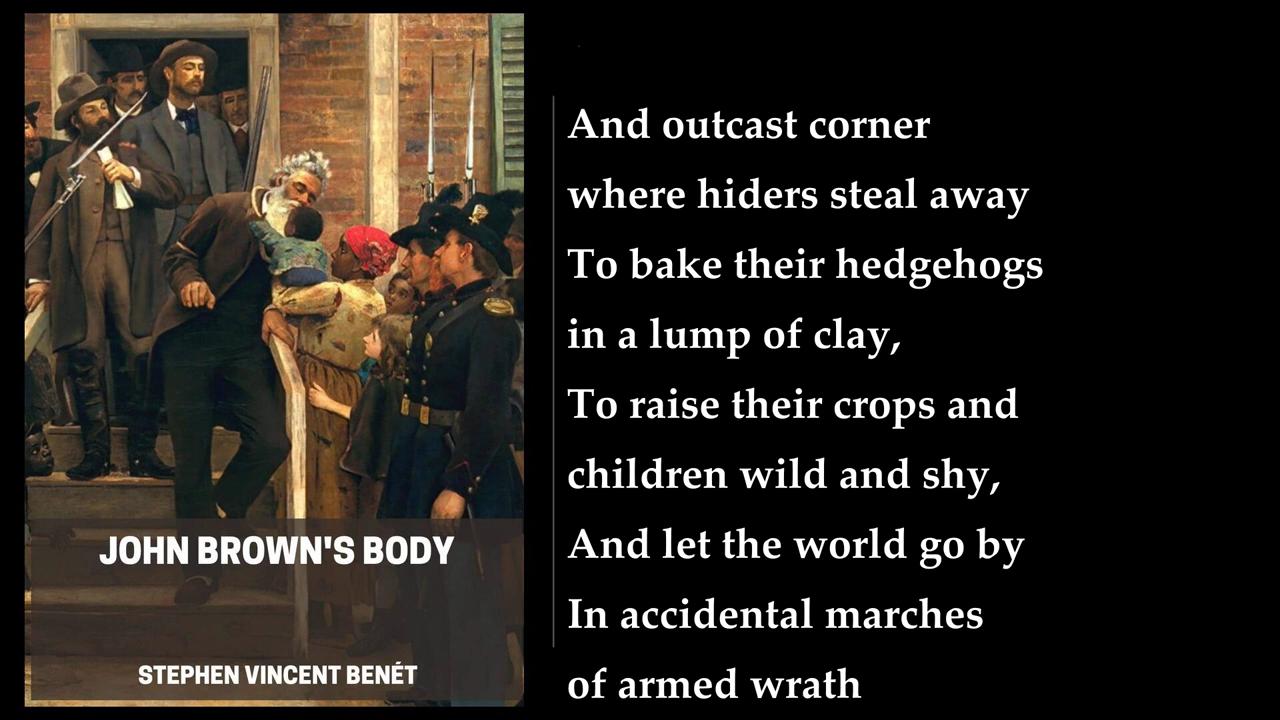 JOHN BROWN'S BODY
STEPHEN VINCENT BENÉT
And outcast corner
where hiders steal away
To bake their hedgehogs
in a lump of clay,
To raise their crops and
children wild and shy,
And let the world go by
In accidental marches
of armed wrath